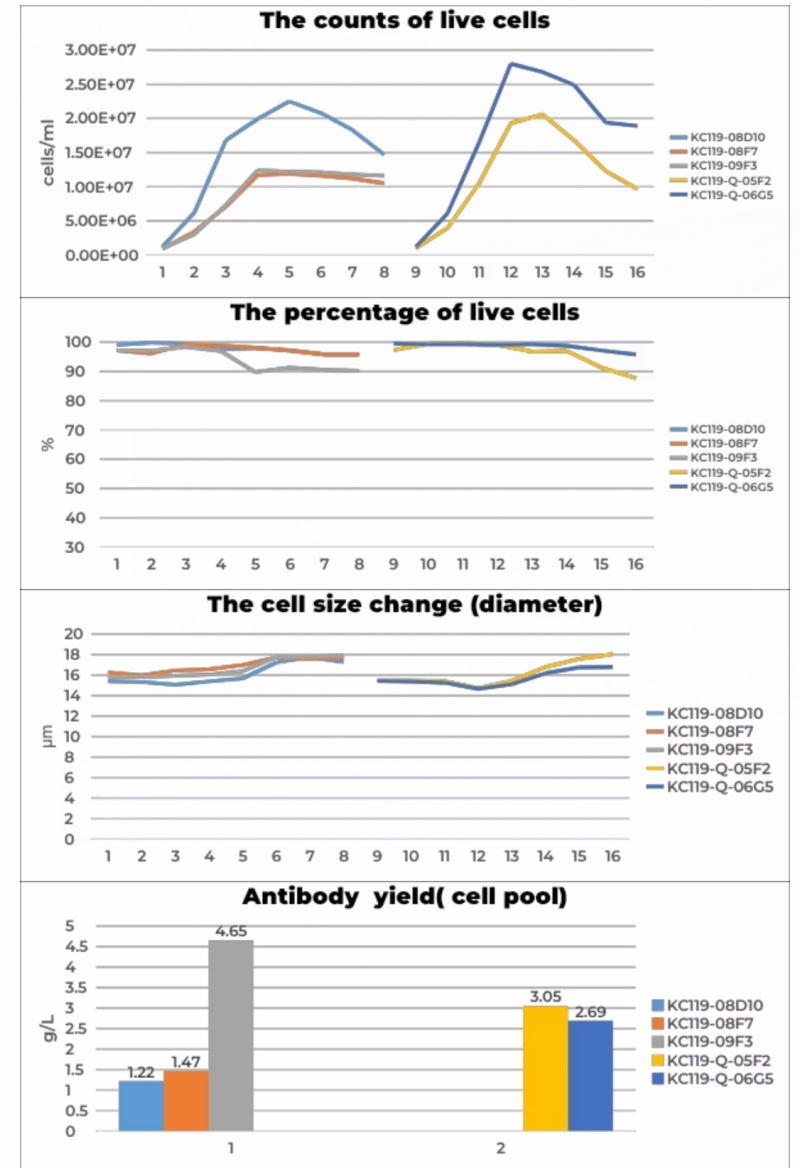 The counts of live cells
3.00E+07
2.50E+07
2.00E+07
1.50E+07
1.00E+07
5.00E+06
0.00E+00
cells/ml
1 2 3 4 5 6 7 8 9 10 11 12 13 14 15 16
KC119-08D10
KC119-08F7
KC119-09F3
KC119-Q-05F2
KC119-Q-06G5
The percentage of live cells
100
90
80
70
60
50
40
30
%
1 2 3 4 5 6 7 8 9 10 11 12 13 14 15 16
KC119-08D10
KC119-08F7
KC119-09F3
KC119-Q-05F2
KC119-Q-06G5
The cell size change (diameter)
20
18
16
14
12
10
8
6
4
2
0
µm
1 2 3 4 5 6 7 8 9 10 11 12 13 14 15 16
KC119-08D10
KC119-08F7
KC119-09F3
KC119-Q-05F2
KC119-Q-06G5
Antibody yield( cell pool)
5
4.5
4
3.5
3
2.5
2
1.5
1
0.5
0
g/L
1.22
1.47
4.65
3.05
2.69
1 2
KC119-08D10
KC119-08F7
KC119-09F3
KC119-Q-05F2
KC119-Q-06G5